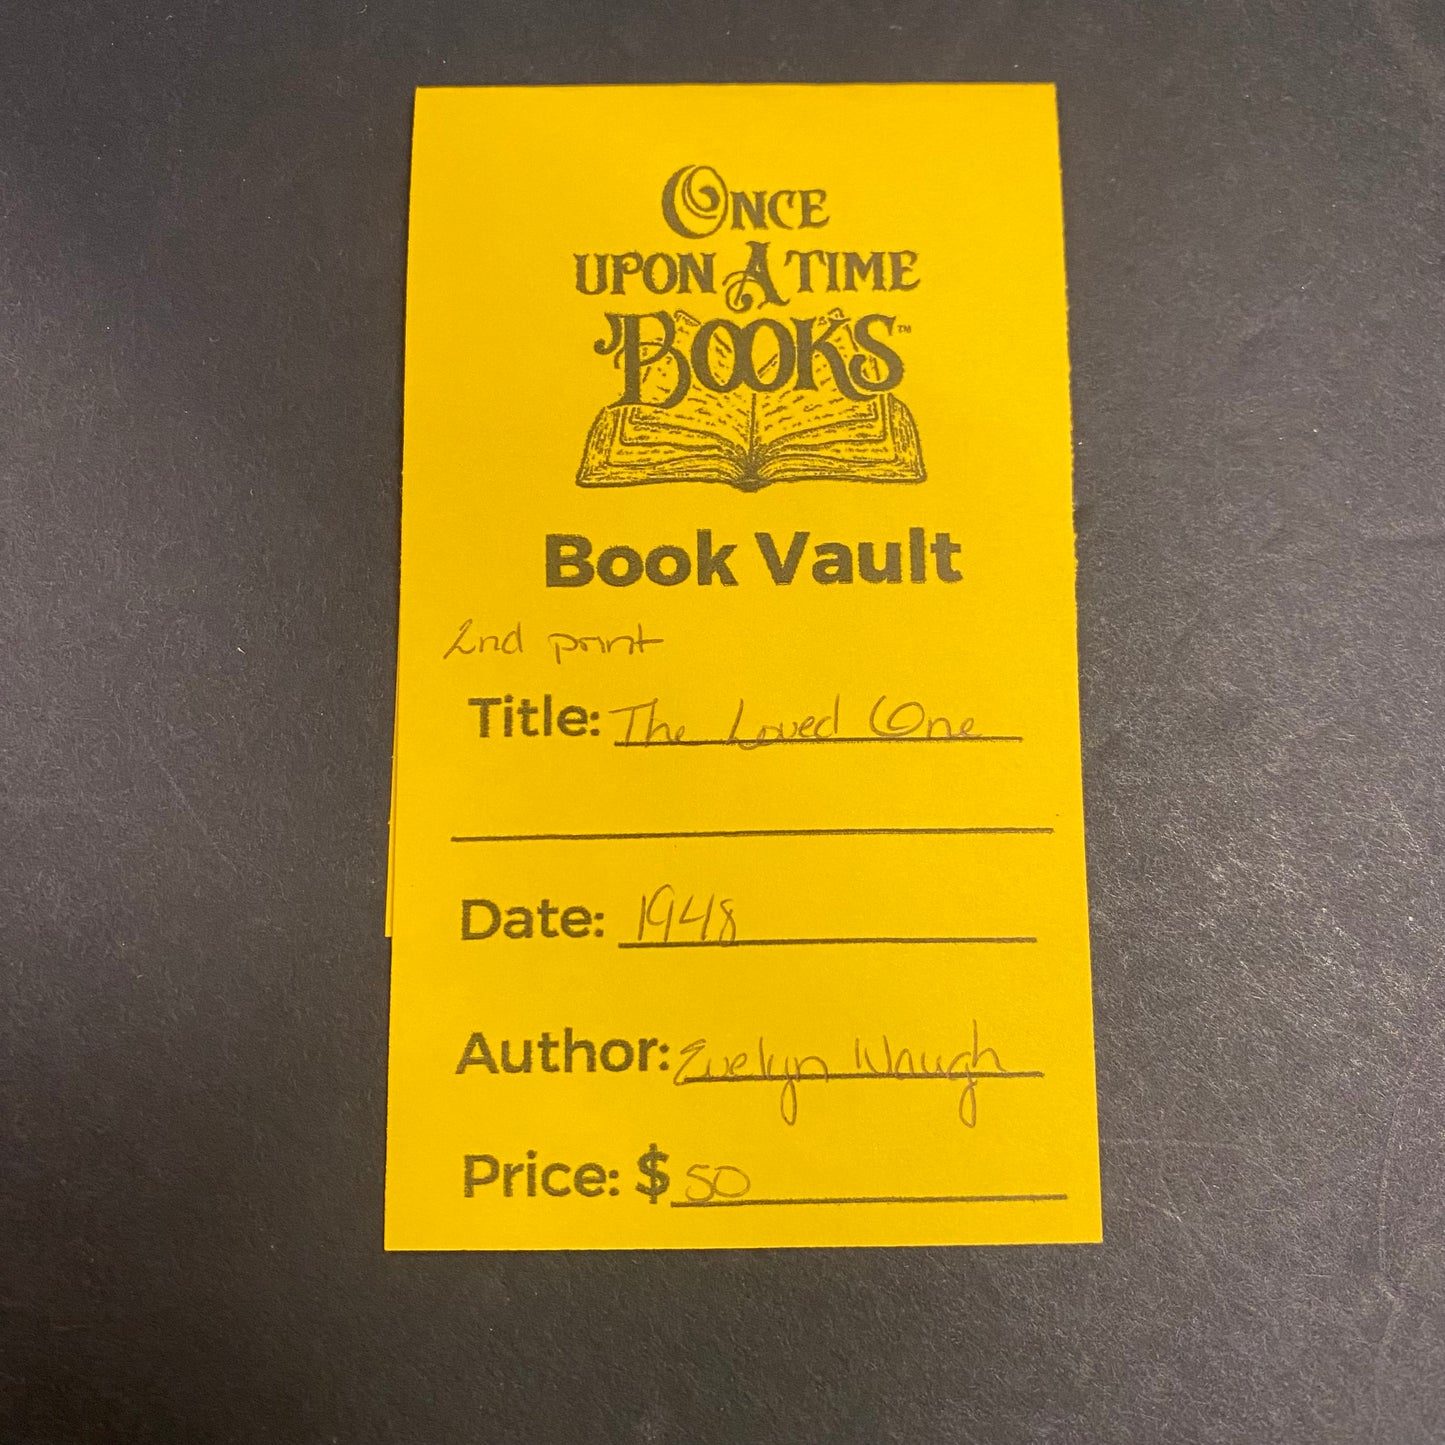 ONCE
UPON A TIME
BOOKS™
Book Vault
2nd print
Title: The Loved One
Date: 1948
Author: Evelyn Waugh
Price: $ 50